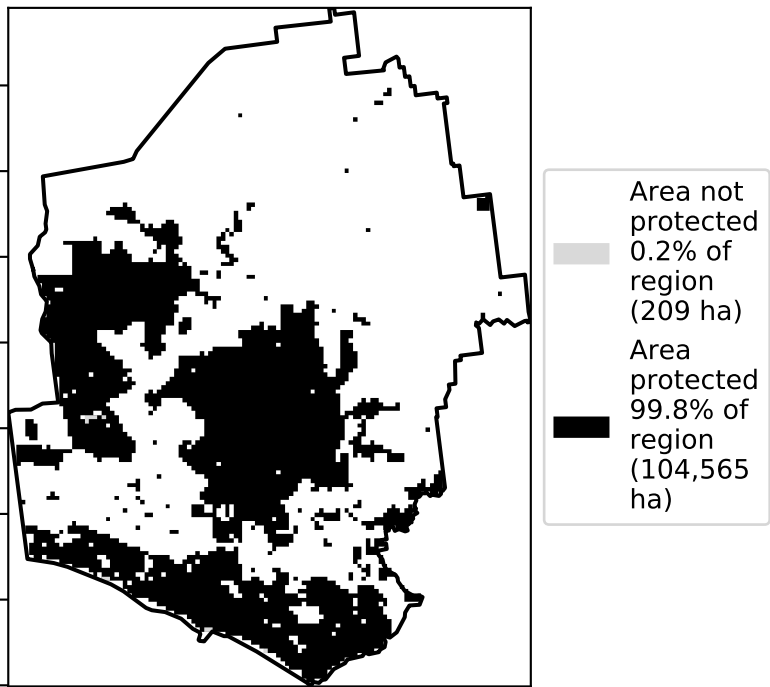 Area not
protected
0.2% of
region
(209 ha)
Area
protected
99.8% of
region
(104,565
ha)